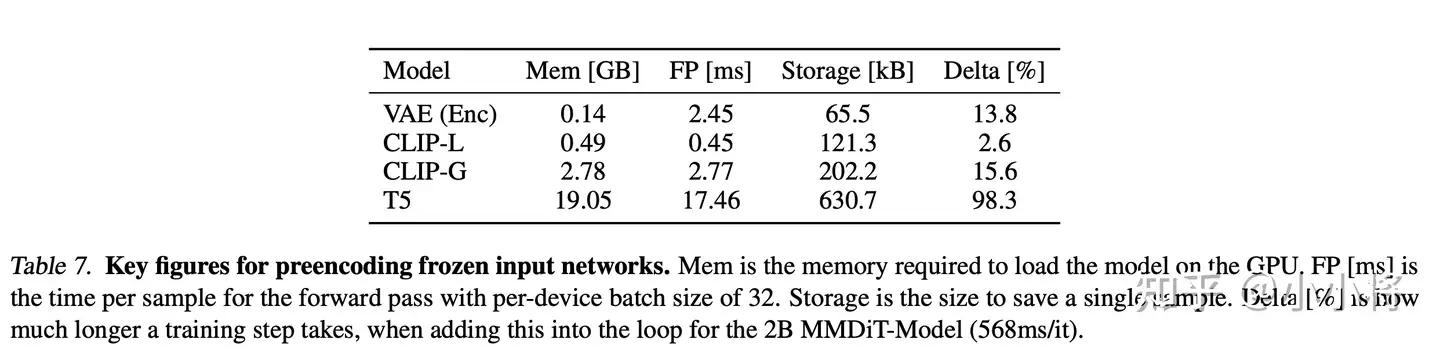 Model Mem [GB] FP [ms] Storage [kB] Delta [%]
VAE (Enc) 0.14 2.45 65.5 13.8
CLIP-L 0.49 0.45 121.3 2.6
CLIP-G 2.78 2.77 202.2 15.6
T5 19.05 17.46 630.7 98.3
Table 7. Key figures for preencoding frozen input networks. Mem is the memory required to load the model on the GPU. FP [ms] is
the time per sample for the forward pass with per-device batch size of 32. Storage is the size to save a single sample. Delta [%] is how
much longer a training step takes, when adding this into the loop for the 2B MMDiT-Model (568ms/it).
知乎 @小小将